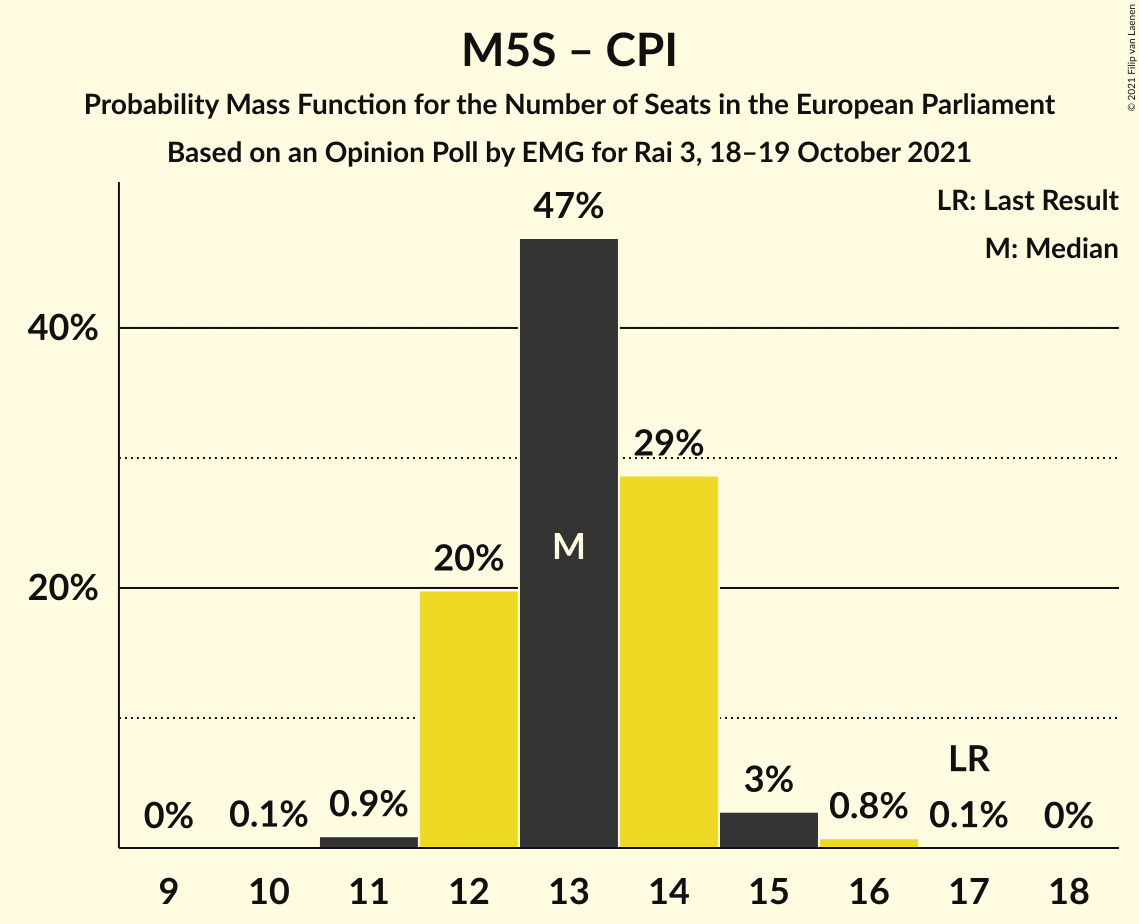 M5S – CPI
Probability Mass Function for the Number of Seats in the European Parliament
Based on an Opinion Poll by EMG for Rai 3, 18–19 October 2021
© 2021 Filip van Laenen
LR: Last Result
M: Median
47%
40%
29%
M
20%
20%
LR
3%
0% 0.1% 0.9% 0.8% 0.1% 0%
9 10 11 12 13 14 15 16 17 18